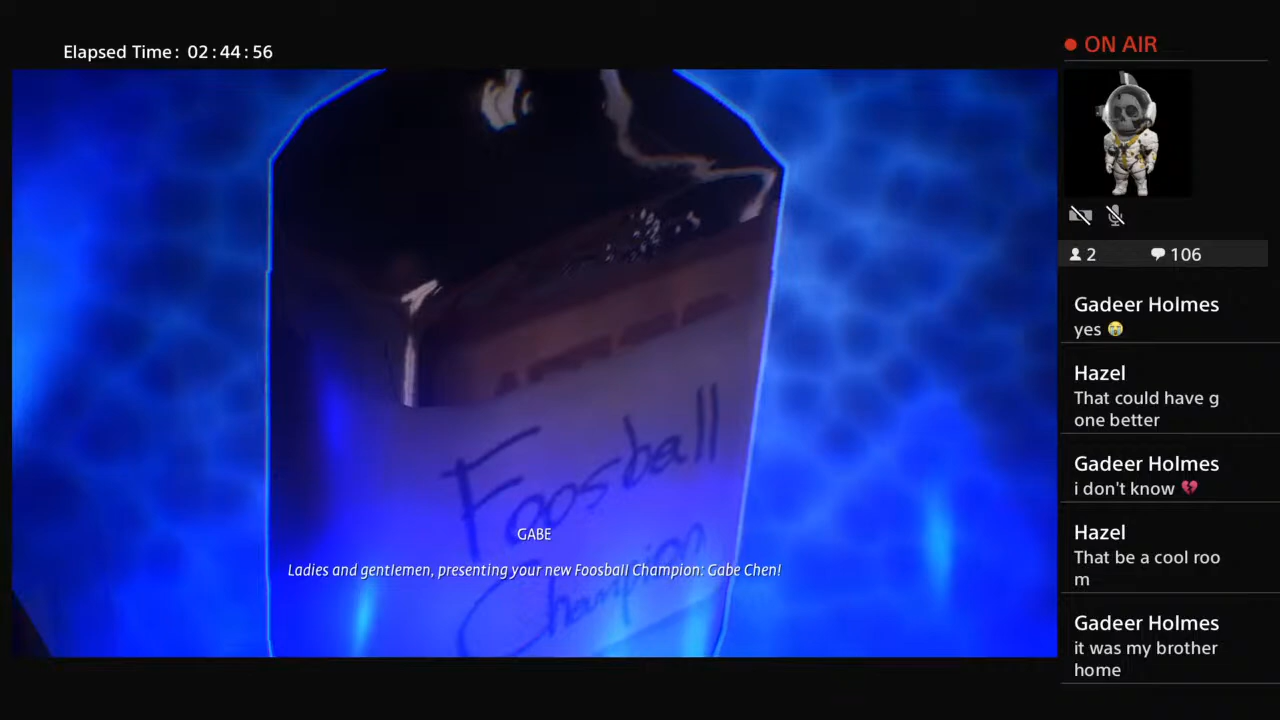 Elapsed Time: 02:44:56
ON AIR
2
106
Gadeer Holmes
yes 😭
Hazel
That could have g
one better
Gadeer Holmes
i don't know 💔
Hazel
That be a cool roo
m
Gadeer Holmes
it was my brother
home
Foosball
Champion
GABE
Ladies and gentlemen, presenting your new Foosball Champion: Gabe Chen!